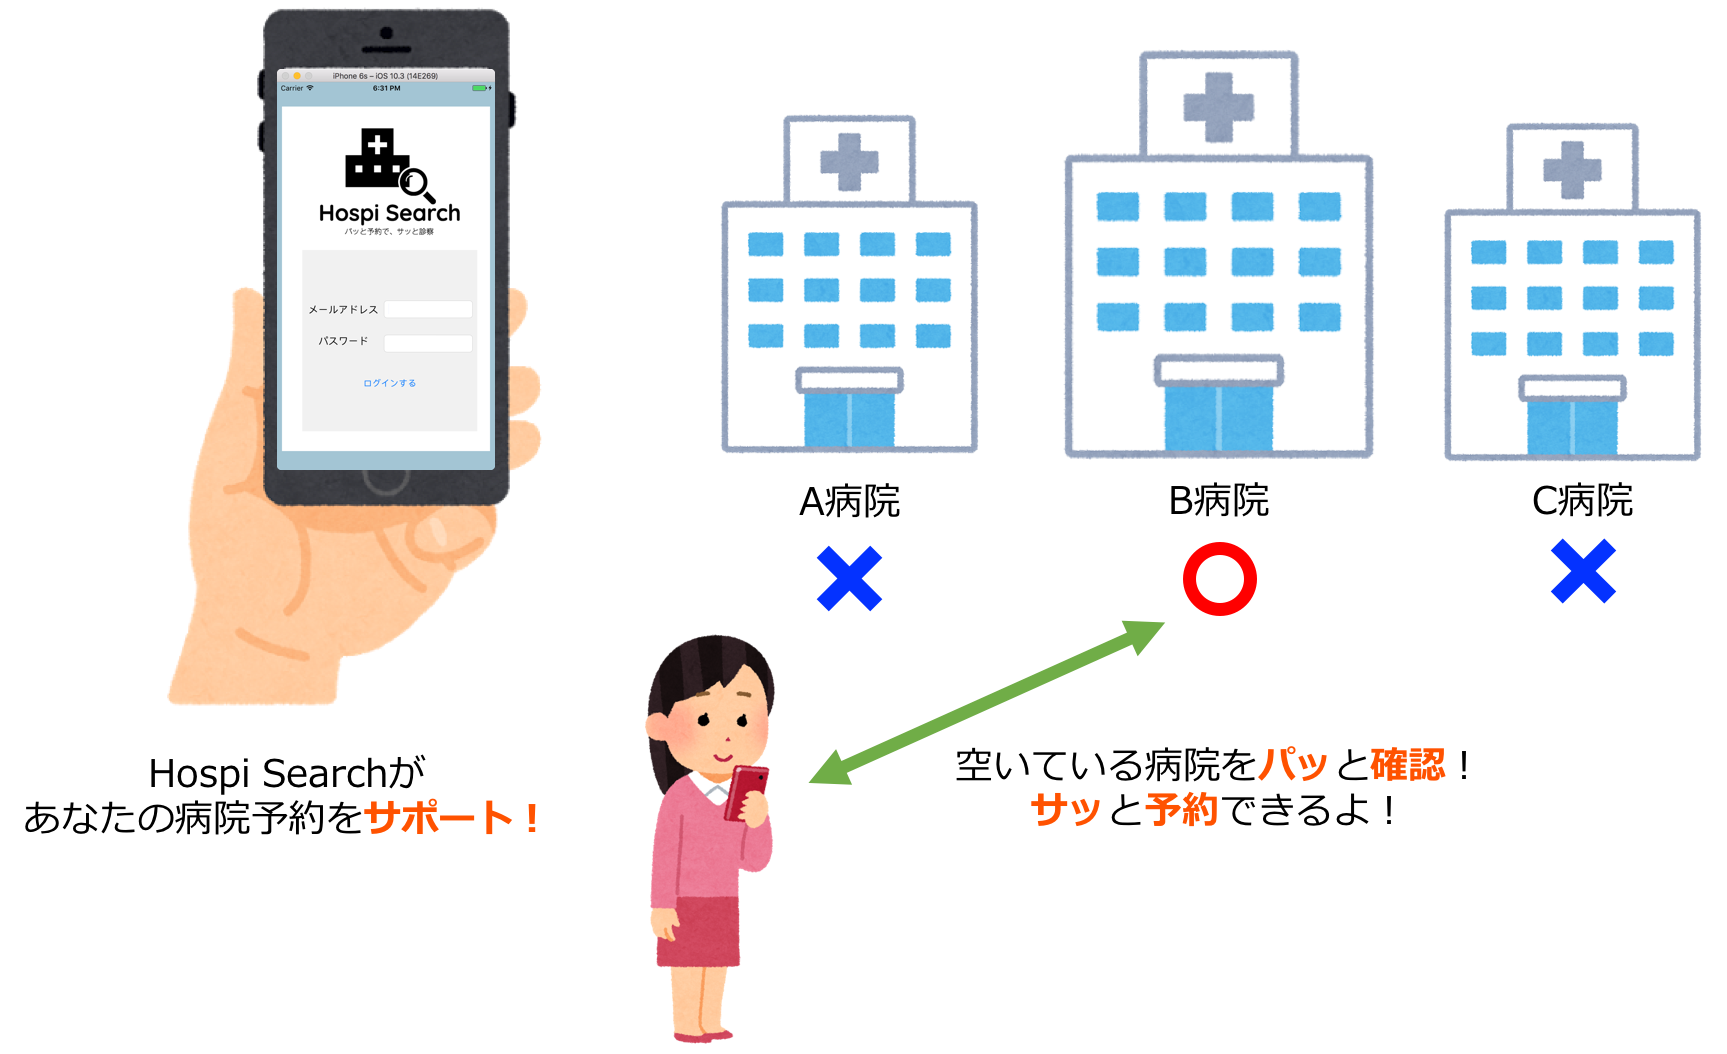 iPhone 6s – iOS 10.3 (14E269)
Carrier 6:31 PM
Hospi Search
パッと予約で、サッと診察
メールアドレス
パスワード
ログインする
A病院
B病院
C病院
Hospi Searchが
あなたの病院予約をサポート！
空いている病院をパッと確認！
サッと予約できるよ！